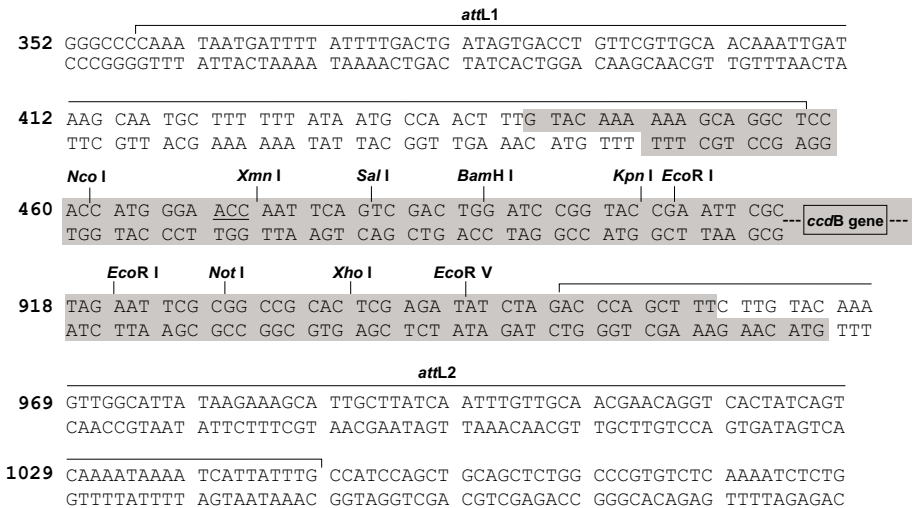 attL1
352 GGGCCCCAAA TAATGATTTT ATTTTGACTG ATAGTGACCT GTTCGTTGCA ACAAATTGAT
CCCGGGGTTT ATTACTAAAA TAAAACTGAC TATCACTGGA CAAGCAACGT TGTTTAACTA
412 AAG CAA TGC TTT TTT ATA ATG CCA ACT TTG TAC AAA AAA GCA GGC TCC
TTC GTT ACG AAA AAA TAT TAC GGT TGA AAC ATG TTT TTT CGT CCG AGG
Nco I Xmn I Sal I BamH I Kpn I EcoR I
460 ACC ATG GGA ACC AAT TCA GTC GAC TGG ATC CGG TAC CGA ATT CGC --- ccdB gene ---
TGG TAC CCT TGG TTA AGT CAG CTG ACC TAG GCC ATG GCT TAA GCG
EcoR I Not I Xho I EcoR V
918 TAG AAT TCG CGG CCG CAC TCG AGA TAT CTA GAC CCA GCT TTC TTG TAC AAA
ATC TTA AGC GCC GGC GTG AGC TCT ATA GAT CTG GGT CGA AAG AAC ATG TTT
attL2
969 GTTGGCATTA TAAGAAAGCA TTGCTTATCA ATTTGTTGCA ACGAACAGGT CACTATCAGT
CAACCGTAAT ATTCTTTCGT AACGAATAGT TAAACAACGT TGCTTGTCCA GTGATAGTCA
1029 CAAAATAAAA TCATTATTTG CCATCCAGCT GCAGCTCTGG CCCGTGTCTC AAAATCTCTG
GTTTTATTTT AGTAATAAAC GGTAGGTCGA CGTCGAGACC GGGCACAGAG TTTTAGAGAC